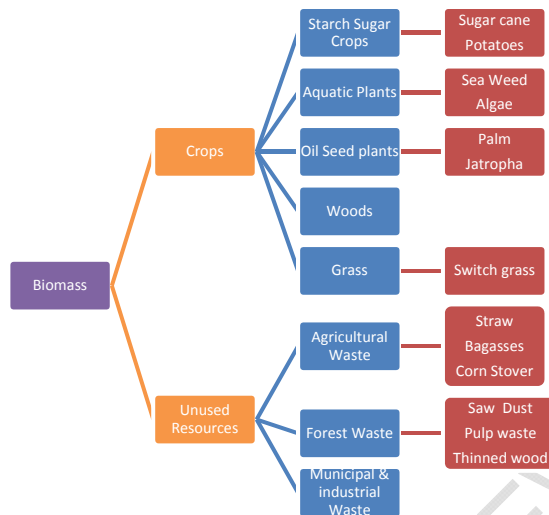 Biomass
Crops
Starch Sugar
Crops
Sugar cane
Potatoes
Aquatic Plants
Sea Weed
Algae
Oil Seed plants
Palm
Jatropha
Woods
Grass
Switch grass
Unused
Resources
Agricultural
Waste
Straw
Bagasses
Corn Stover
Forest Waste
Saw Dust
Pulp waste
Thinned wood
Municipal &
industrial
Waste